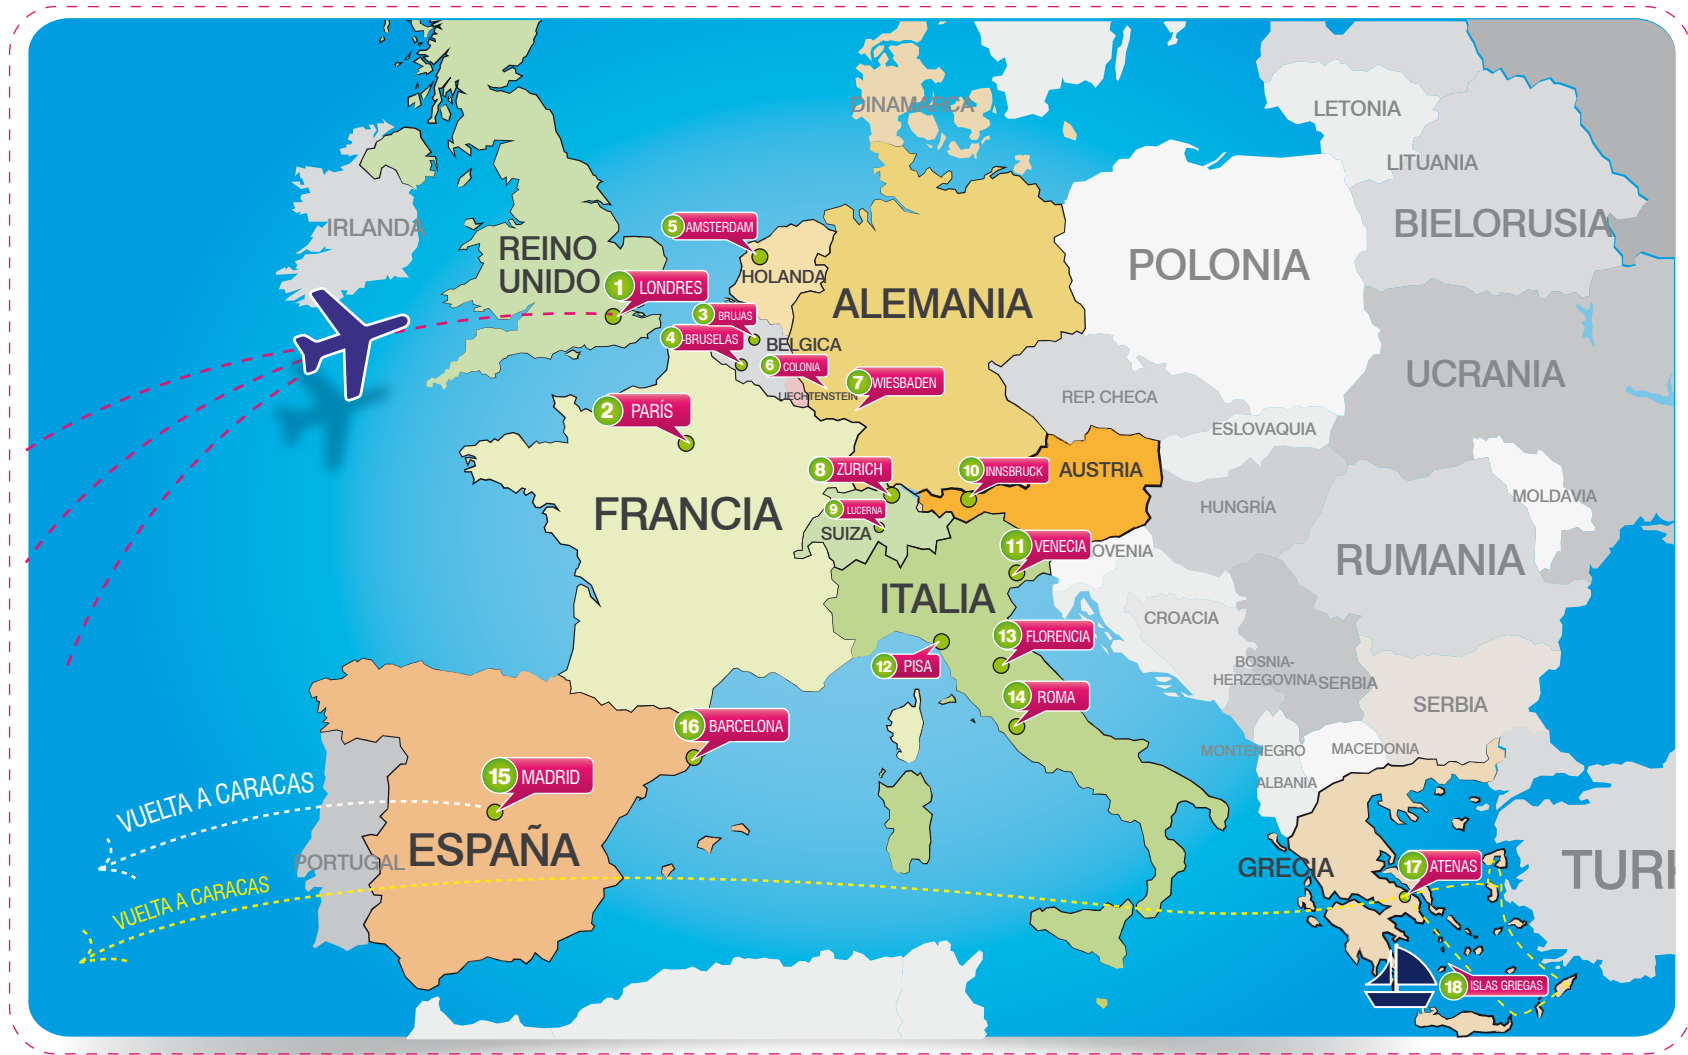 DINAMARCA
LETONIA
LITUANIA
BIELORUSIA
IRLANDA
REINO
UNIDO
5 AMSTERDAM
HOLANDA
POLONIA
1 LONDRES
ALEMANIA
3 BRUJAS
4 BRUSELAS
BELGICA
6 COLONIA
7 WIESBADEN
LIECHTENSTEIN
UCRANIA
REP. CHECA
2 PARÍS
ESLOVAQUIA
8 ZURICH
10 INNSBRUCK
AUSTRIA
FRANCIA
9 LUCERNA
SUIZA
HUNGRÍA
MOLDAVIA
11 VENECIA
OVENIA
RUMANIA
ITALIA
CROACIA
13 FLORENCIA
12 PISA
BOSNIA-
HERZEGOVINA
SERBIA
14 ROMA
SERBIA
16 BARCELONA
MONTENEGRO
MACEDONIA
15 MADRID
ALBANIA
VUELTA A CARACAS
PORTUGAL
ESPAÑA
GRECIA
17 ATENAS
TURK
VUELTA A CARACAS
18 ISLAS GRIEGAS